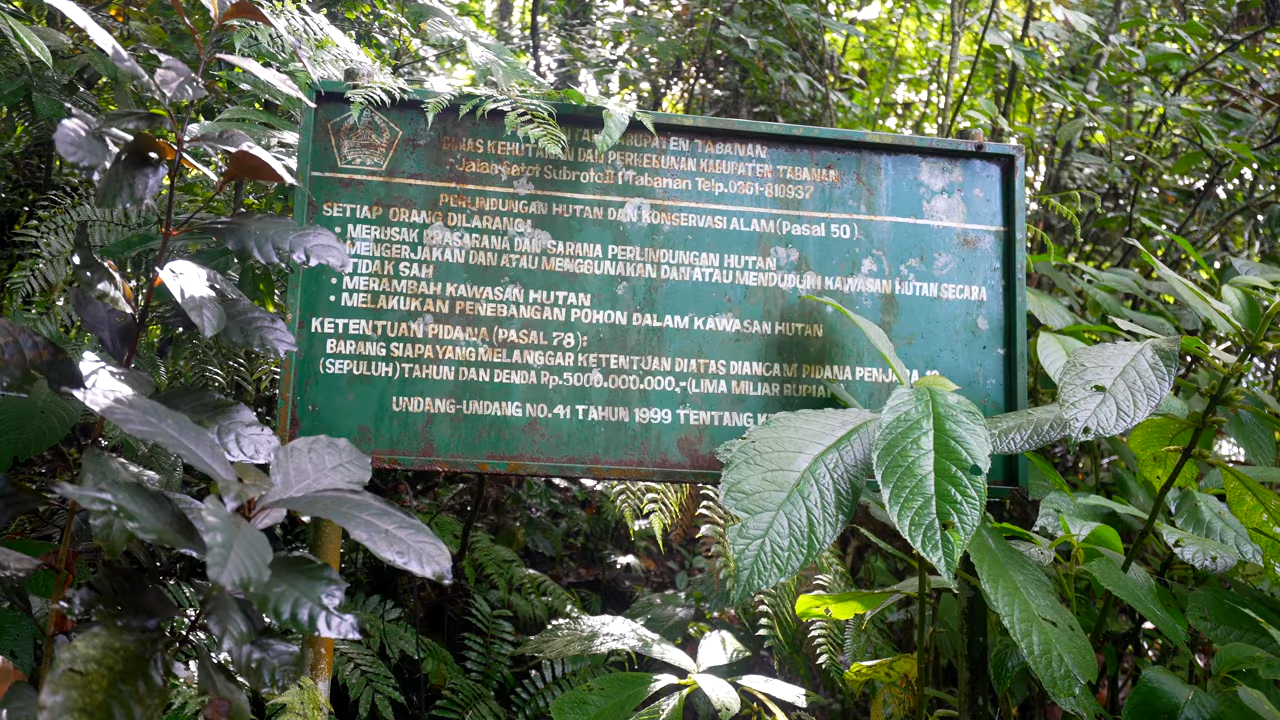 KABUPATEN TABANAN
DINAS KEHUTANAN DAN PERKEBUNAN KABUPATEN TABANAN
Jalan Gatot Subroto II Tabanan Telp.0361-810937
PERLINDUNGAN HUTAN DAN KONSERVASI ALAM (Pasal 50)
SETIAP ORANG DILARANG:
• MERUSAK PRASARANA DAN SARANA PERLINDUNGAN HUTAN
• MENGERJAKAN DAN ATAU MENGGUNAKAN DAN ATAU MENDUDUKI KAWASAN HUTAN SECARA
TIDAK SAH
• MERAMBAH KAWASAN HUTAN
• MELAKUKAN PENEBANGAN POHON DALAM KAWASAN HUTAN
KETENTUAN PIDANA (PASAL 78):
BARANG SIAPA YANG MELANGGAR KETENTUAN DIATAS DIANCAM PIDANA
(SEPULUH) TAHUN DAN DENDA Rp.5000.000.000,-(LIMA MILIAR RUPIAH
UNDANG-UNDANG NO.41 TAHUN 1999 TENTANG